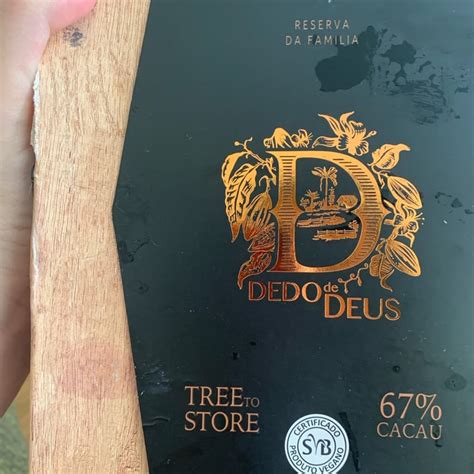 RESERVA
DA FAMILIA
D
DEDO de DEUS
TREE TO
STORE
67%
CACAU
CERTIFICADO
SVB
PRODUTO VEGANO